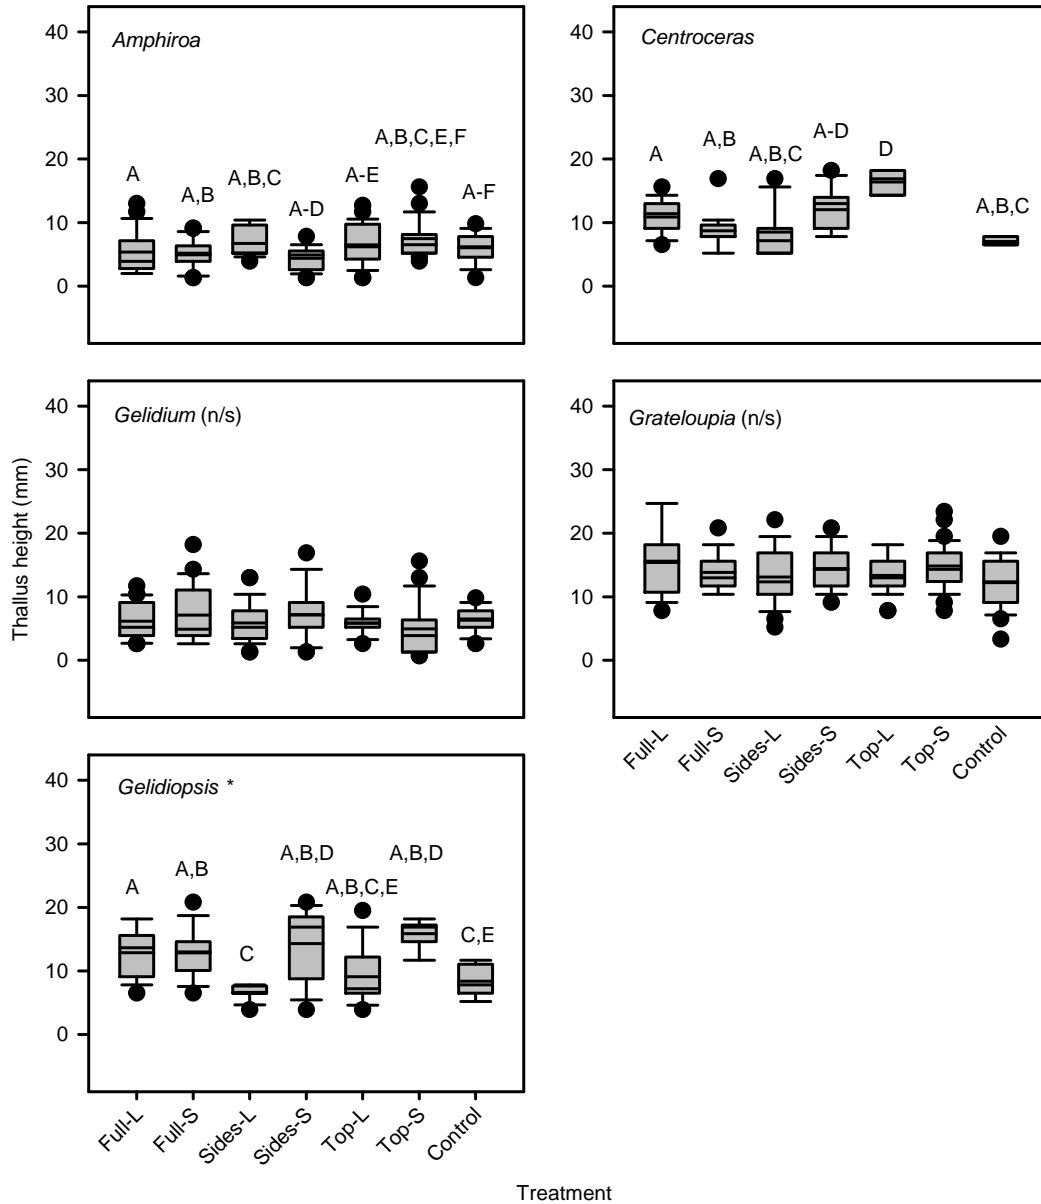 Amphiroa
40
30
20
10
0
A
A,B
A,B,C
A-D
A-E
A,B,C,E,F
A-F
Centroceras
40
30
20
10
0
A
A,B
A,B,C
A-D
D
A,B,C
Thallus height (mm)
Gelidium (n/s)
40
30
20
10
0
Grateloupia (n/s)
40
30
20
10
0
Full-L
Full-S
Sides-L
Sides-S
Top-L
Top-S
Control
Gelidiopsis *
40
30
20
10
0
A
A,B
C
A,B,D
A,B,C,E
A,B,D
C,E
Full-L
Full-S
Sides-L
Sides-S
Top-L
Top-S
Control
Treatment